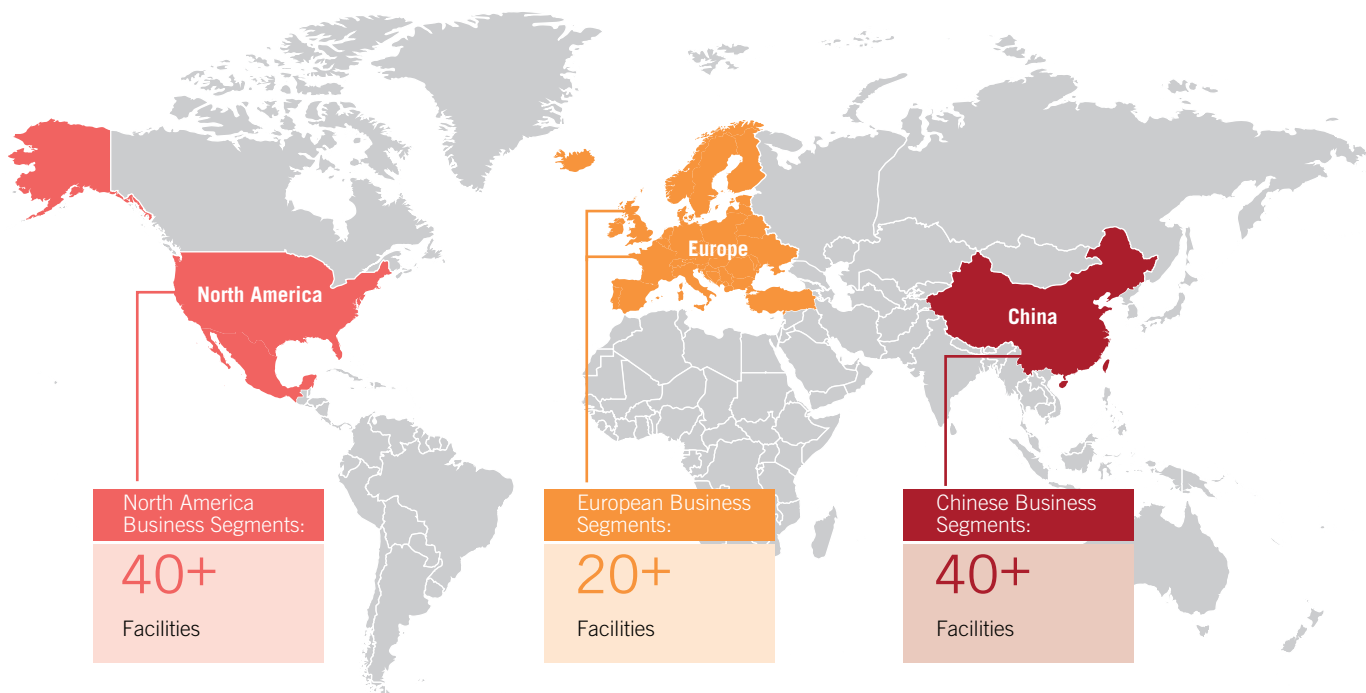 North America
Europe
China
North America
Business Segments:
40+
Facilities
European Business
Segments:
20+
Facilities
Chinese Business
Segments:
40+
Facilities